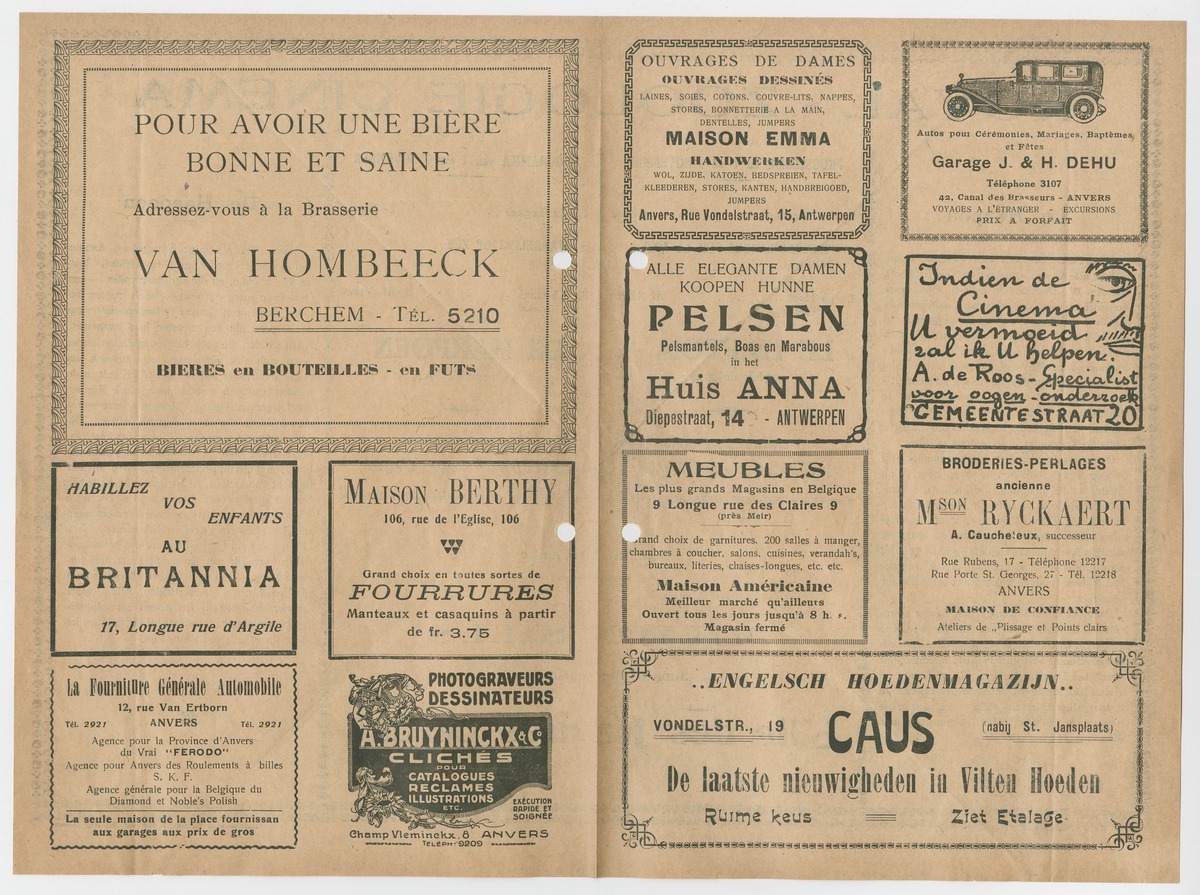 POUR AVOIR UNE BIÈRE
BONNE ET SAINE
Adressez-vous à la Brasserie
VAN HOMBEECK
BERCHEM - TÉL. 5210
BIERES en BOUTEILLES - en FUTS
HABILLEZ
VOS
ENFANTS
AU
BRITANNIA
17, Longue rue d'Argile
MAISON BERTHY
106, rue de l'Eglise, 106
Grand choix en toutes sortes de
FOURRURES
Manteaux et casaquins à partir
de fr. 3.75
La Fourniture Générale Automobile
12, rue Van Ertborn
Tél. 2921 ANVERS Tél. 2921
Agence pour la Province d'Anvers
du Vrai "FERODO"
Agence pour Anvers des Roulements à billes
S. K. F.
Agence générale pour la Belgique du
Diamond et Noble's Polish
La seule maison de la place fournissan
aux garages aux prix de gros
PHOTOGRAVEURS
DESSINATEURS
A. BRUYNINCKX & Cº
CLICHÉS
POUR
CATALOGUES
RECLAMES
ILLUSTRATIONS
ETC.
EXÉCUTION
RAPIDE ET
SOIGNÉE
Champ Vleminckx. 8 ANVERS
TELÉPH. 9209
OUVRAGES DE DAMES
OUVRAGES DESSINÉS
LAINES, SOIES, COTONS, COUVRE-LITS, NAPPES,
STORES, BONNETTERIE A LA MAIN,
DENTELLES, JUMPERS
MAISON EMMA
HANDWERKEN
WOL, ZIJDE, KATOEN, BEDSPREIEN, TAFEL-
KLEEDEREN, STORES, KANTEN, HANDBREIGOED,
JUMPERS
Anvers, Rue Vondelstraat, 15, Antwerpen
Autos pour Cérémonies, Mariages, Baptèmes,
et Fêtes
Garage J. & H. DEHU
Téléphone 3107
42, Canal des Brasseurs - ANVERS
VOYAGES A L'ÉTRANGER - EXCURSIONS
PRIX A FORFAIT
ALLE ELEGANTE DAMEN
KOOPEN HUNNE
PELSEN
Pelsmantels, Boas en Marabous
in het
Huis ANNA
Diepestraat, 14 - ANTWERPEN
Indien de
Cinema
U vermoeid
zal ik U helpen.
A. de Roos - Specialist
voor oogen - onderzoek
GEMEENTESTRAAT 20
MEUBLES
Les plus grands Magasins en Belgique
9 Longue rue des Claires 9
(près Meir)
rand choix de garnitures. 200 salles à manger,
chambres à coucher, salons, cuisines, verandah's,
bureaux, literies, chaises-longues, etc. etc.
Maison Américaine
Meilleur marché qu'ailleurs
Ouvert tous les jours jusqu'à 8 h.
Magasin fermé
BRODERIES-PERLAGES
ancienne
MSON RYCKAERT
A. Caucheteux, successeur
Rue Rubens, 17 - Téléphone 12217
Rue Porte St. Georges, 27 - Tél. 12218
ANVERS
MAISON DE CONFIANCE
Ateliers de „Plissage et Points clairs
..ENGELSCH HOEDENMAGAZIJN..
VONDELSTR., 19 CAUS (nabij St. Jansplaats)
De laatste nieuwigheden in Vilten Hoeden
Ruime keus = Ziet Etalage